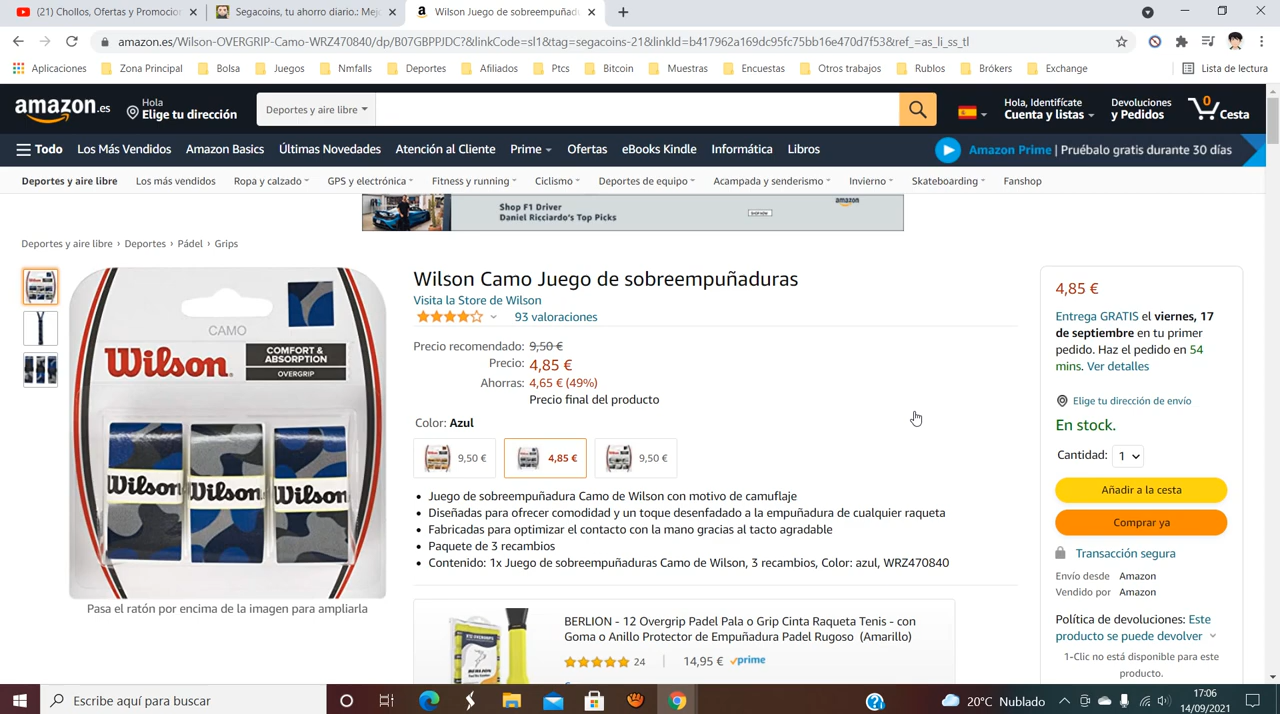 (21) Chollos, Ofertas y Promocion
Segacoins, tu ahorro diario.: Mejo
Wilson Juego de sobreempuñadu
amazon.es/Wilson-OVERGRIP-Camo-WRZ470840/dp/B07GBPPJDC?&linkCode=sl1&tag=segacoins-21&linkId=b417962a169dc95fc75bb16e470d7f53&ref_=as_li_ss_tl
Aplicaciones Zona Principal Bolsa Juegos Nmfalls Deportes Afiliados Ptcs Bitcoin Muestras Encuestas Otros trabajos Rublos Brókers Exchange Lista de lectura
amazon.es
Hola
Elige tu dirección
Deportes y aire libre
Hola, Identifícate
Cuenta y listas
Devoluciones
y Pedidos
0
Cesta
Todo Los Más Vendidos Amazon Basics Últimas Novedades Atención al Cliente Prime Ofertas eBooks Kindle Informática Libros Amazon Prime | Pruébalo gratis durante 30 días
Deportes y aire libre Los más vendidos Ropa y calzado GPS y electrónica Fitness y running Ciclismo Deportes de equipo Acampada y senderismo Invierno Skateboarding Fanshop
Shop F1 Driver
Daniel Ricciardo's Top Picks
SHOP NOW
amazon
Deportes y aire libre › Deportes › Pádel › Grips
CAMO
Wilson.
COMFORT &
ABSORPTION
OVERGRIP
Wilson Wilson Wilson
Pasa el ratón por encima de la imagen para ampliarla
Wilson Camo Juego de sobreempuñaduras
Visita la Store de Wilson
93 valoraciones
Precio recomendado: 9,50 €
Precio: 4,85 €
Ahorras: 4,65 € (49%)
Precio final del producto
Color: Azul
9,50 € 4,85 € 9,50 €
• Juego de sobreempuñadura Camo de Wilson con motivo de camuflaje
• Diseñadas para ofrecer comodidad y un toque desenfadado a la empuñadura de cualquier raqueta
• Fabricadas para optimizar el contacto con la mano gracias al tacto agradable
• Paquete de 3 recambios
• Contenido: 1x Juego de sobreempuñaduras Camo de Wilson, 3 recambios, Color: azul, WRZ470840
BERLION - 12 Overgrip Padel Pala o Grip Cinta Raqueta Tenis - con
Goma o Anillo Protector de Empuñadura Padel Rugoso (Amarillo)
24 | 14,95 € prime
4,85 €
Entrega GRATIS el viernes, 17
de septiembre en tu primer
pedido. Haz el pedido en 54
mins. Ver detalles
Elige tu dirección de envío
En stock.
Cantidad: 1
Añadir a la cesta
Comprar ya
Transacción segura
Envío desde Amazon
Vendido por Amazon
Política de devoluciones: Este
producto se puede devolver
1-Clic no está disponible para este
producto.
Escribe aquí para buscar
20°C Nublado
17:06
14/09/2021